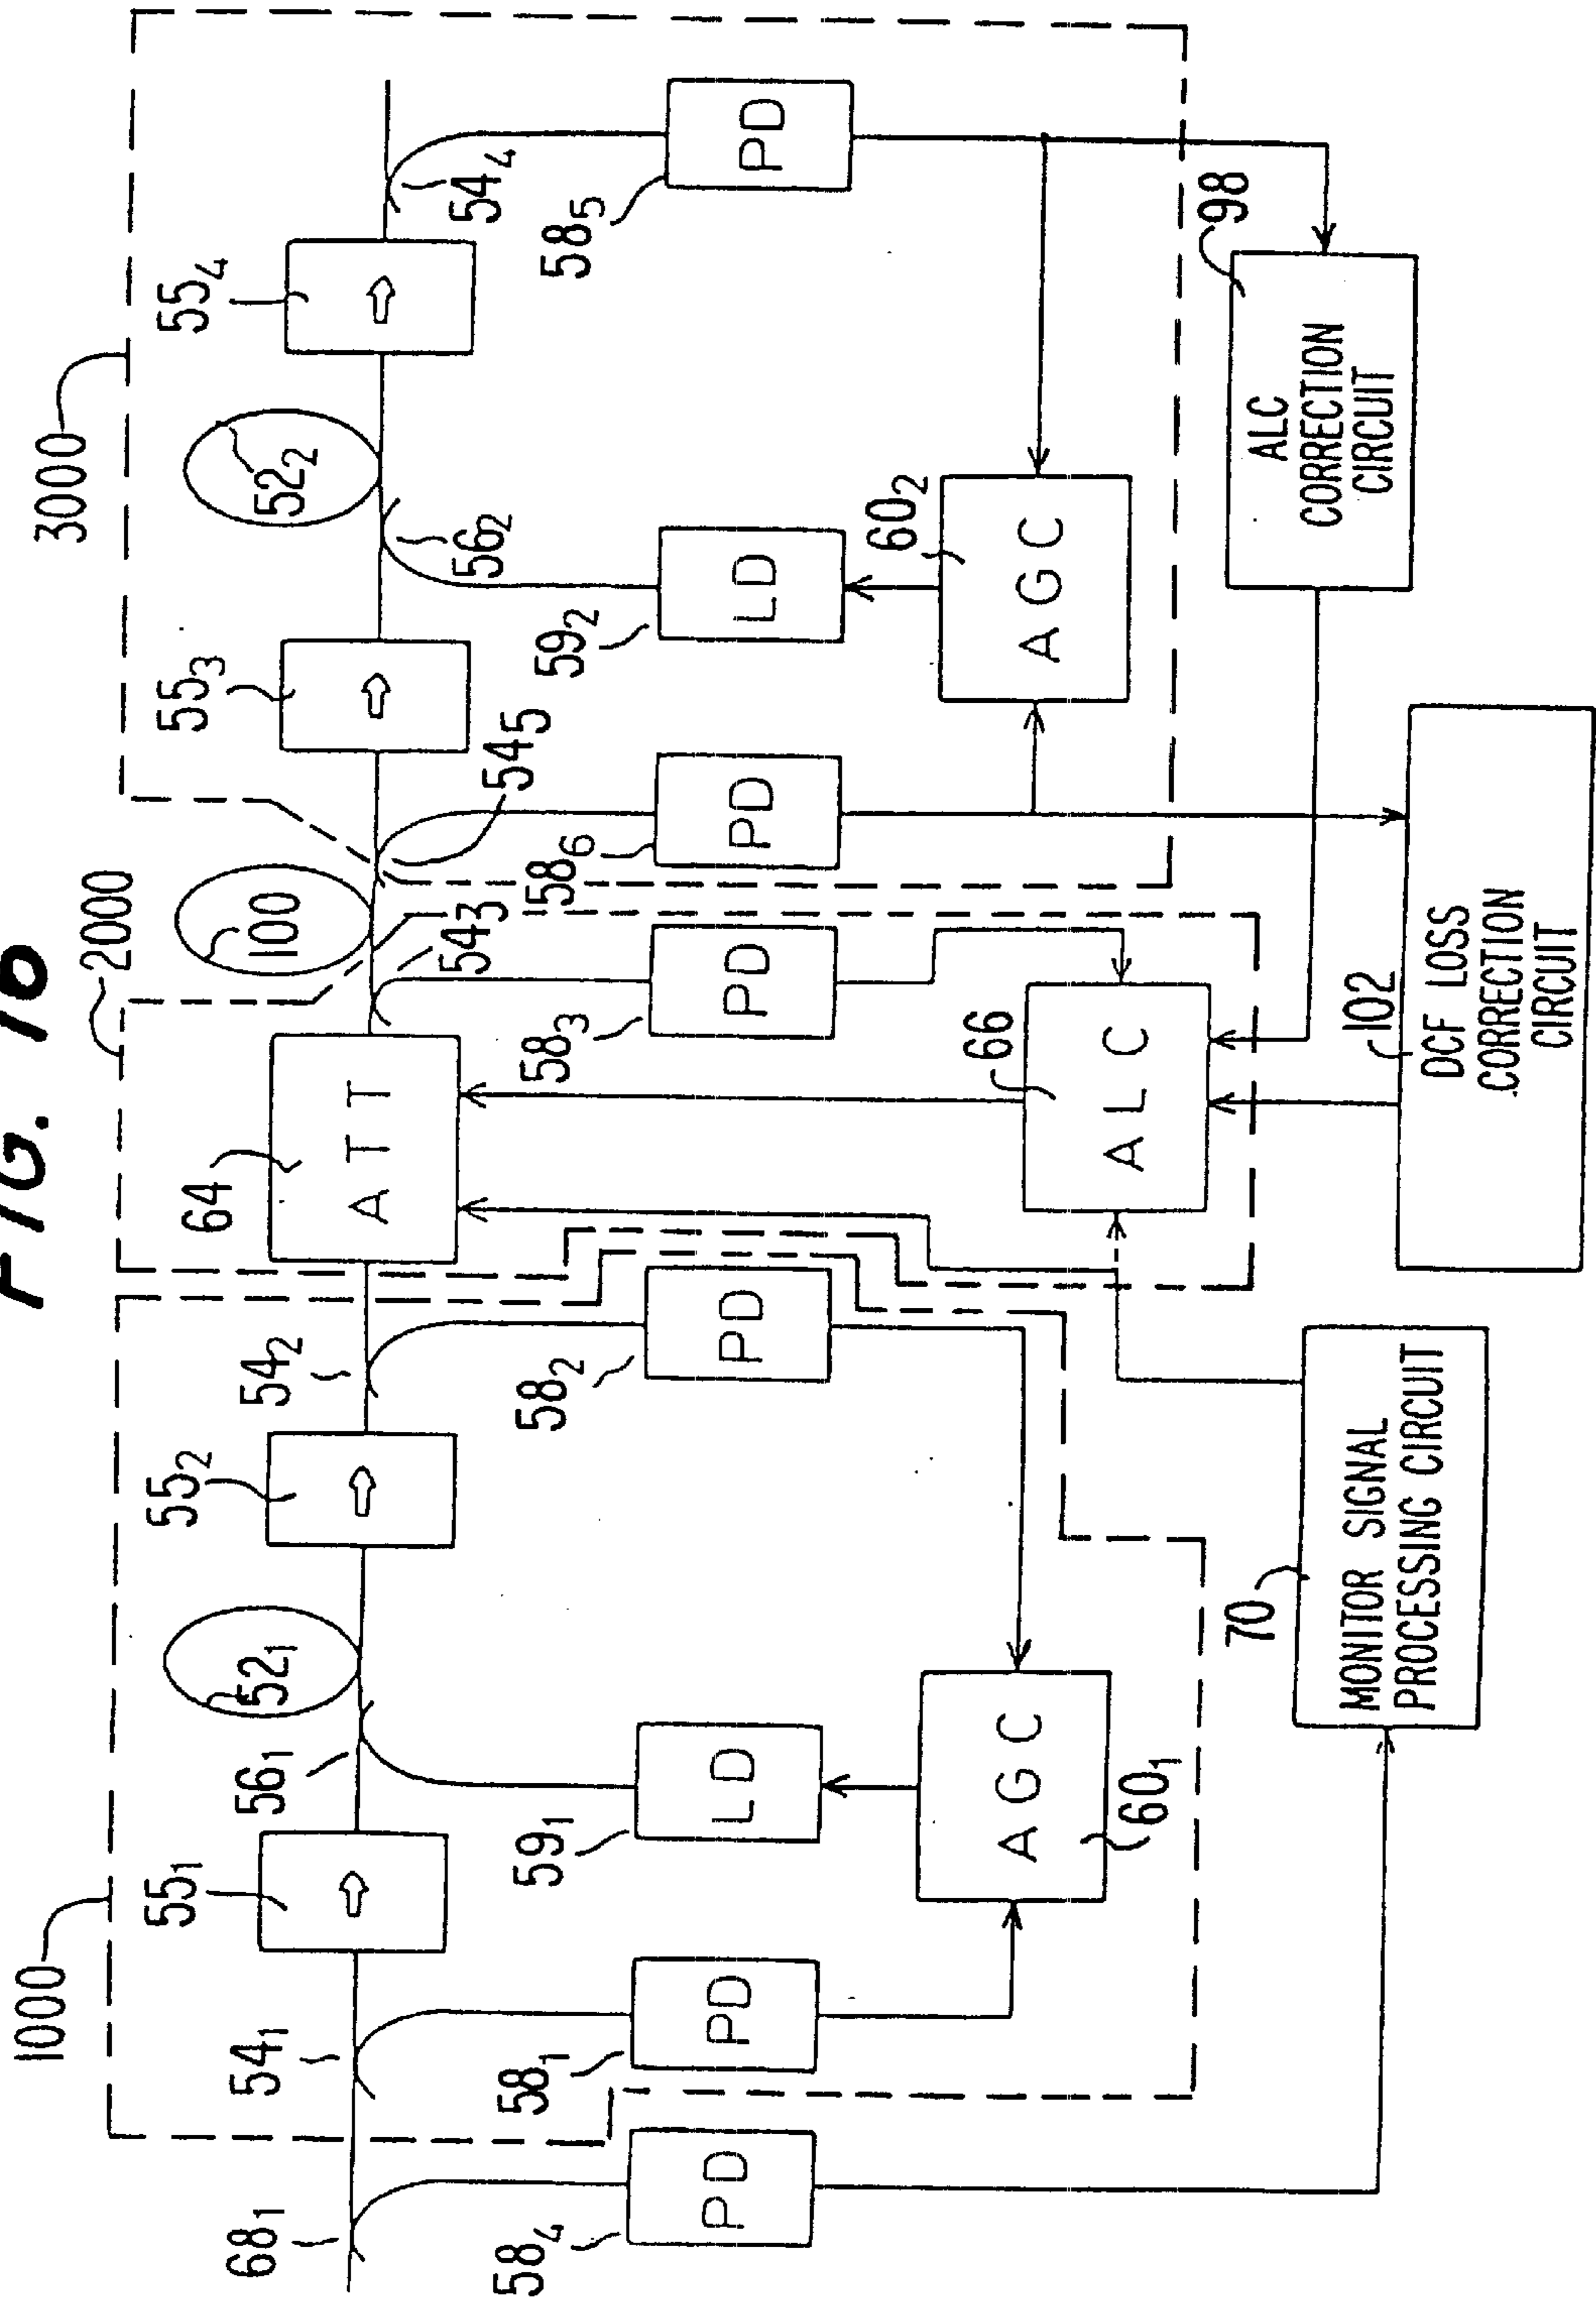 FIG. 18
1000
2000
3000
68₁
54₁
55₁
56₁
52₁
55₂
54₂
64
A T T
54₃
100
54₅
55₃
56₂
52₂
55₄
54₄
58₄
PD
58₁
PD
59₁
LD
58₂
PD
58₃
PD
58₆
PD
59₂
LD
58₅
PD
A G C
60₁
66
A L C
60₂
A G C
70
MONITOR SIGNAL
PROCESSING CIRCUIT
102
DCF LOSS
CORRECTION
CIRCUIT
98
ALC
CORRECTION
CIRCUIT